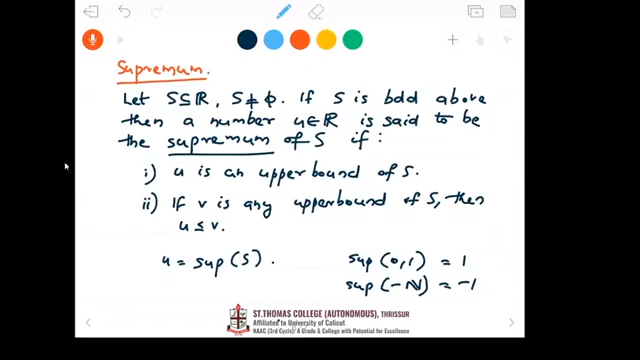 Supremum.
Let S⊆ℝ, S≠ϕ. If S is bdd above
then a number u∈ℝ is said to be
the supremum of S if:
i) u is an upperbound of S.
ii) If v is any upperbound of S, then
u≤v.
u = sup(S).
sup(0,1) = 1
sup(-ℕ) = -1
ST.THOMAS COLLEGE (AUTONOMOUS), THRISSUR
Affiliated to University of Calicut
NAAC (3rd Cycle) A Grade & College with Potential for Excellence